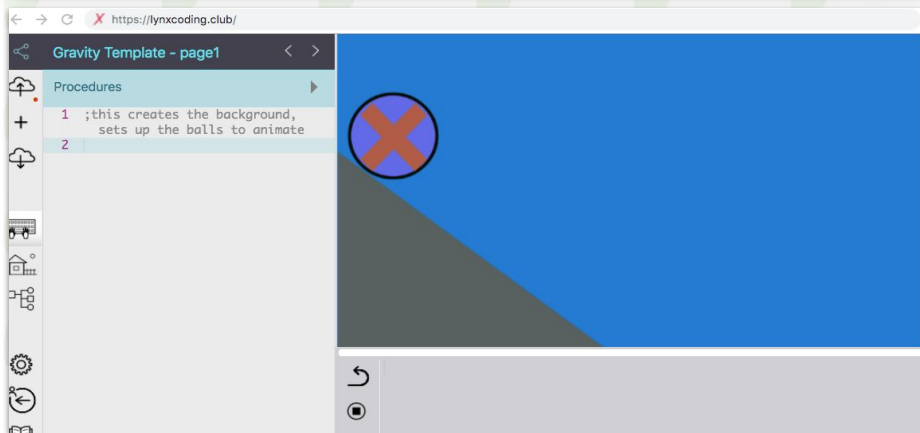 https://lynxcoding.club/
Gravity Template - page1
Procedures
1 ;this creates the background,
sets up the balls to animate
2